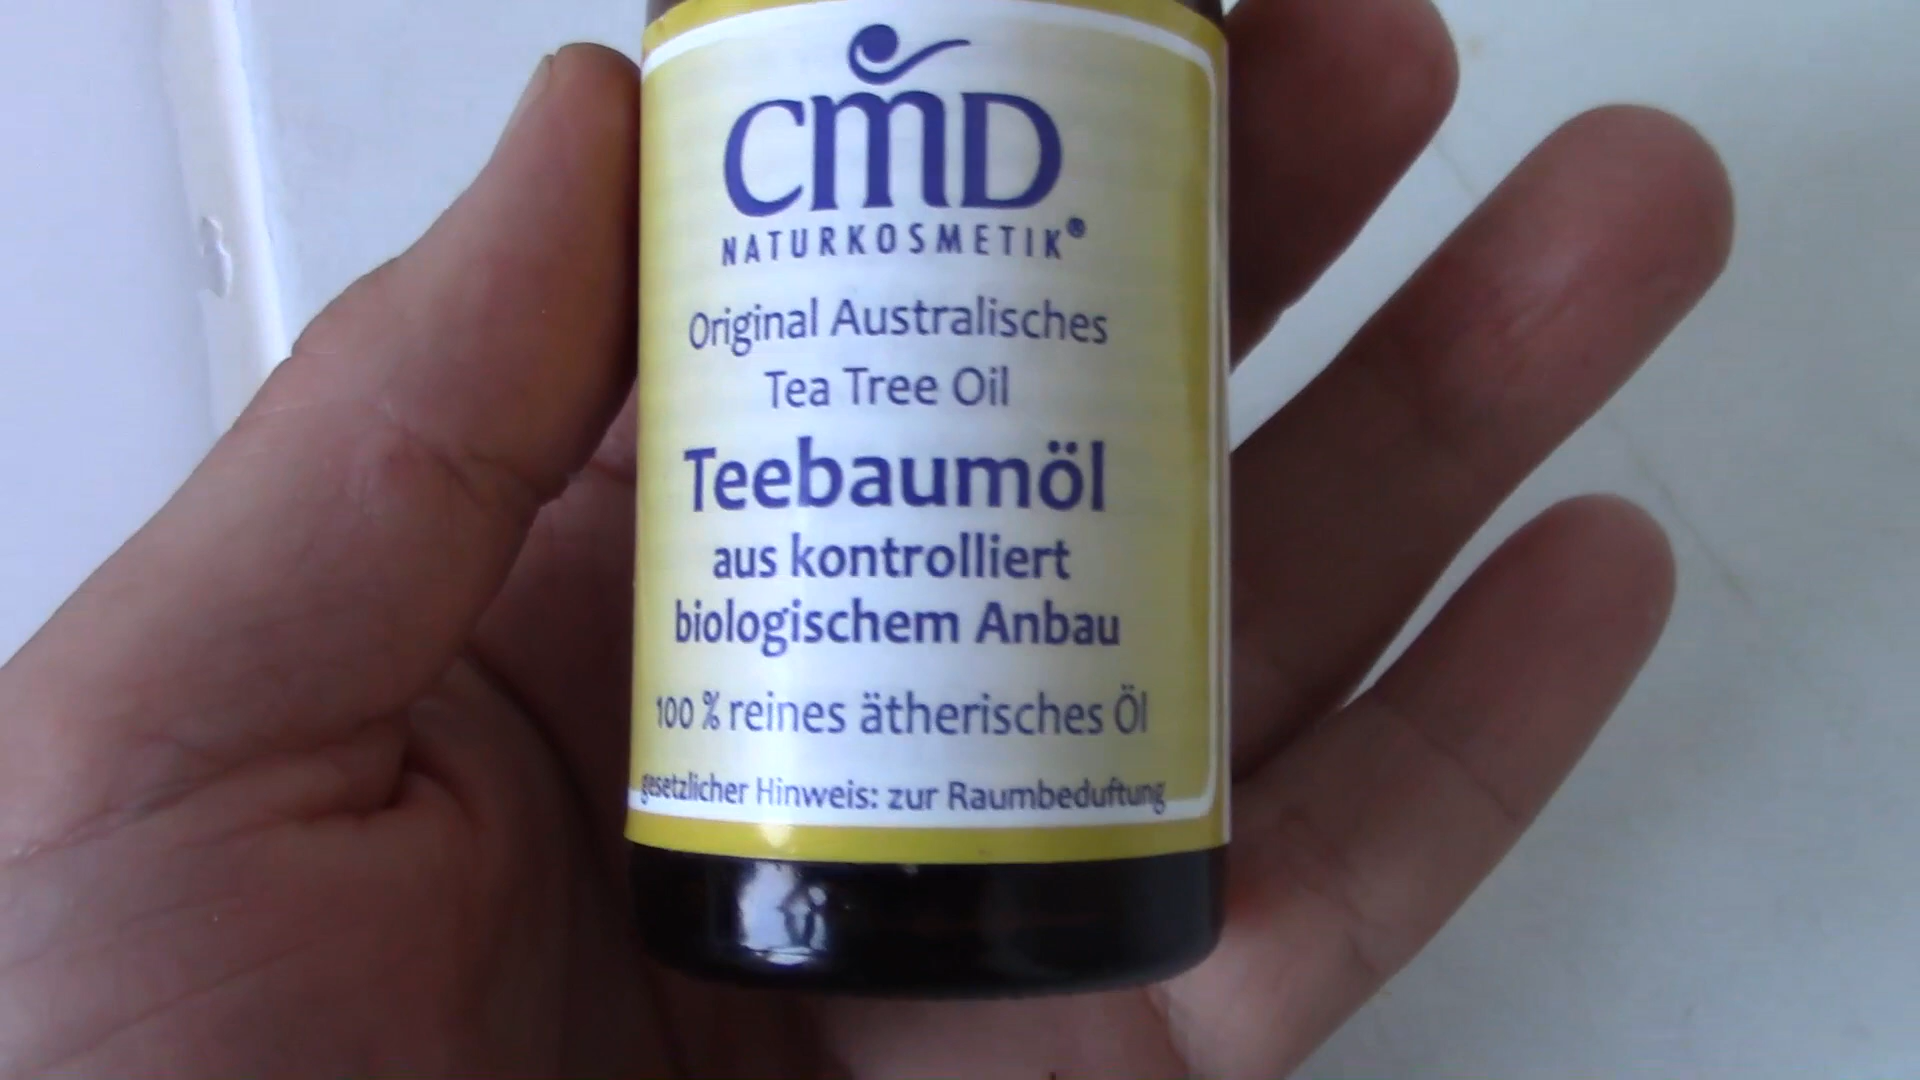 CMD
NATURKOSMETIK®
Original Australisches
Tea Tree Oil
Teebaumöl
aus kontrolliert
biologischem Anbau
100 % reines ätherisches Öl
gesetzlicher Hinweis: zur Raumbeduftung